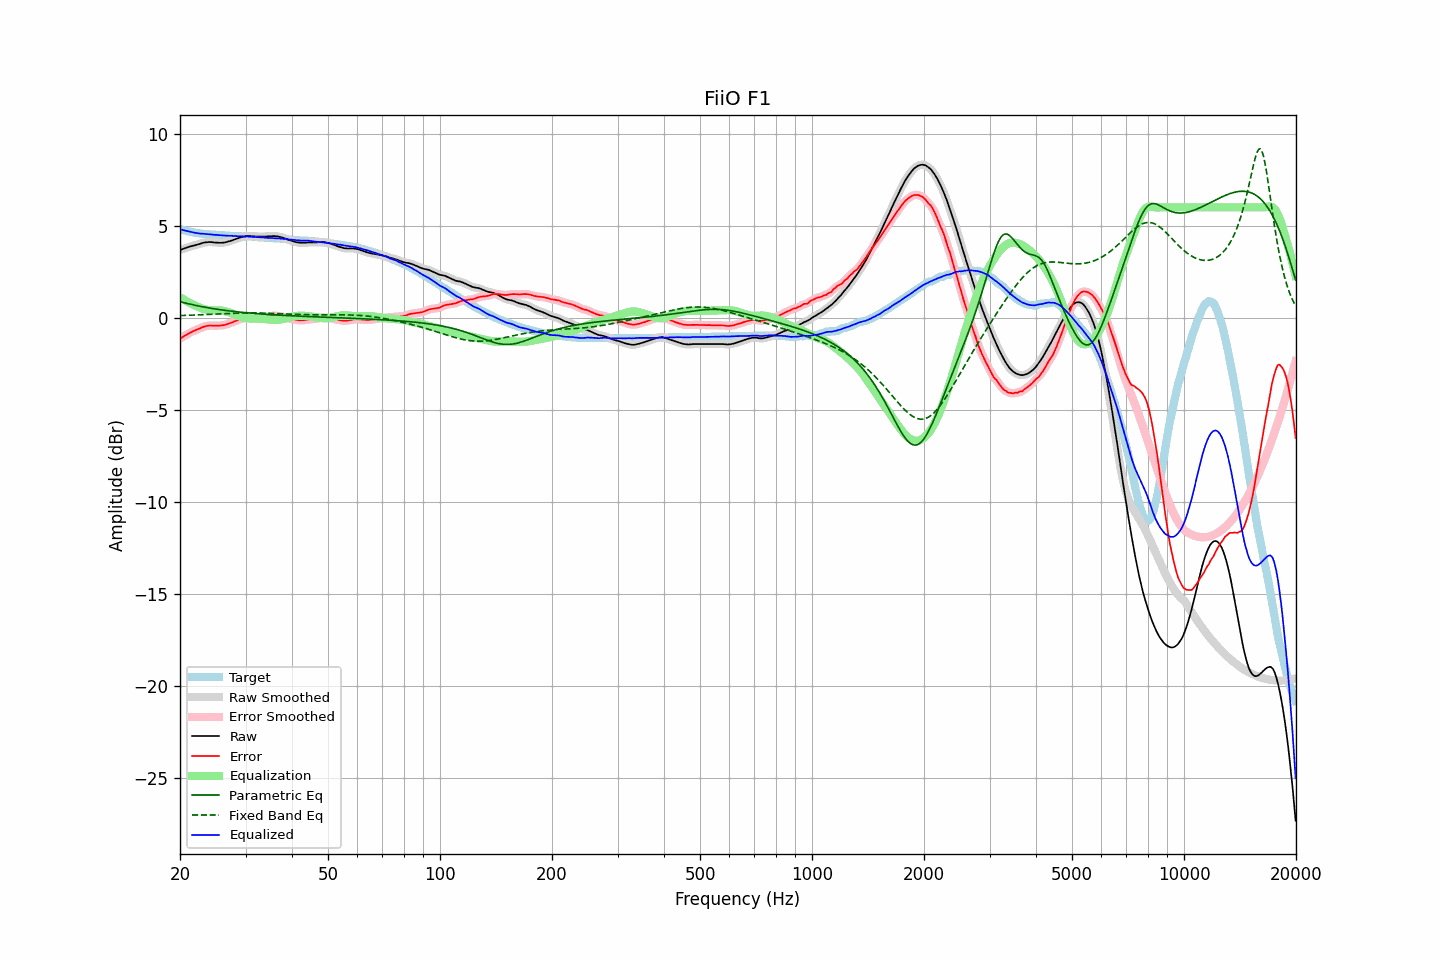 FiiO F1
Amplitude (dBr)
10
5
0
−5
−10
−15
−20
−25
Target
Raw Smoothed
Error Smoothed
Raw
Error
Equalization
Parametric Eq
Fixed Band Eq
Equalized
20 50 100 200 500 1000 2000 5000 10000 20000
Frequency (Hz)